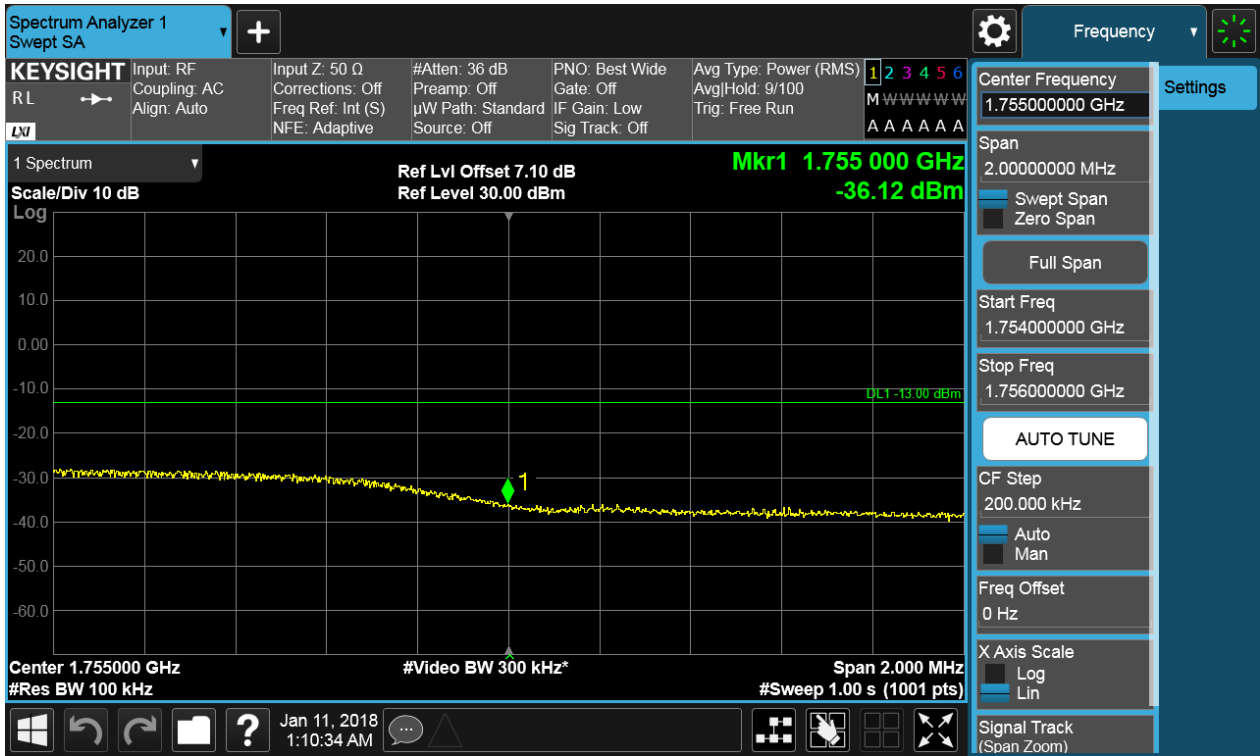 Spectrum Analyzer 1
Swept SA
Frequency
KEYSIGHT
RL
LXI
Input: RF
Coupling: AC
Align: Auto
Input Z: 50 Ω
Corrections: Off
Freq Ref: Int (S)
NFE: Adaptive
#Atten: 36 dB
Preamp: Off
µW Path: Standard
Source: Off
PNO: Best Wide
Gate: Off
IF Gain: Low
Sig Track: Off
Avg Type: Power (RMS)
Avg|Hold: 9/100
Trig: Free Run
1 2 3 4 5 6
M W W W W W
A A A A A A
1 Spectrum
Scale/Div 10 dB
Log
Ref Lvl Offset 7.10 dB
Ref Level 30.00 dBm
Mkr1 1.755 000 GHz
-36.12 dBm
20.0
10.0
0.00
-10.0
-20.0
-30.0
-40.0
-50.0
-60.0
DL1 -13.00 dBm
1
Center 1.755000 GHz
#Res BW 100 kHz
#Video BW 300 kHz*
Span 2.000 MHz
#Sweep 1.00 s (1001 pts)
Jan 11, 2018
1:10:34 AM
Center Frequency
1.755000000 GHz
Span
2.00000000 MHz
Swept Span
Zero Span
Full Span
Start Freq
1.754000000 GHz
Stop Freq
1.756000000 GHz
AUTO TUNE
CF Step
200.000 kHz
Auto
Man
Freq Offset
0 Hz
X Axis Scale
Log
Lin
Signal Track
(Span Zoom)
Settings